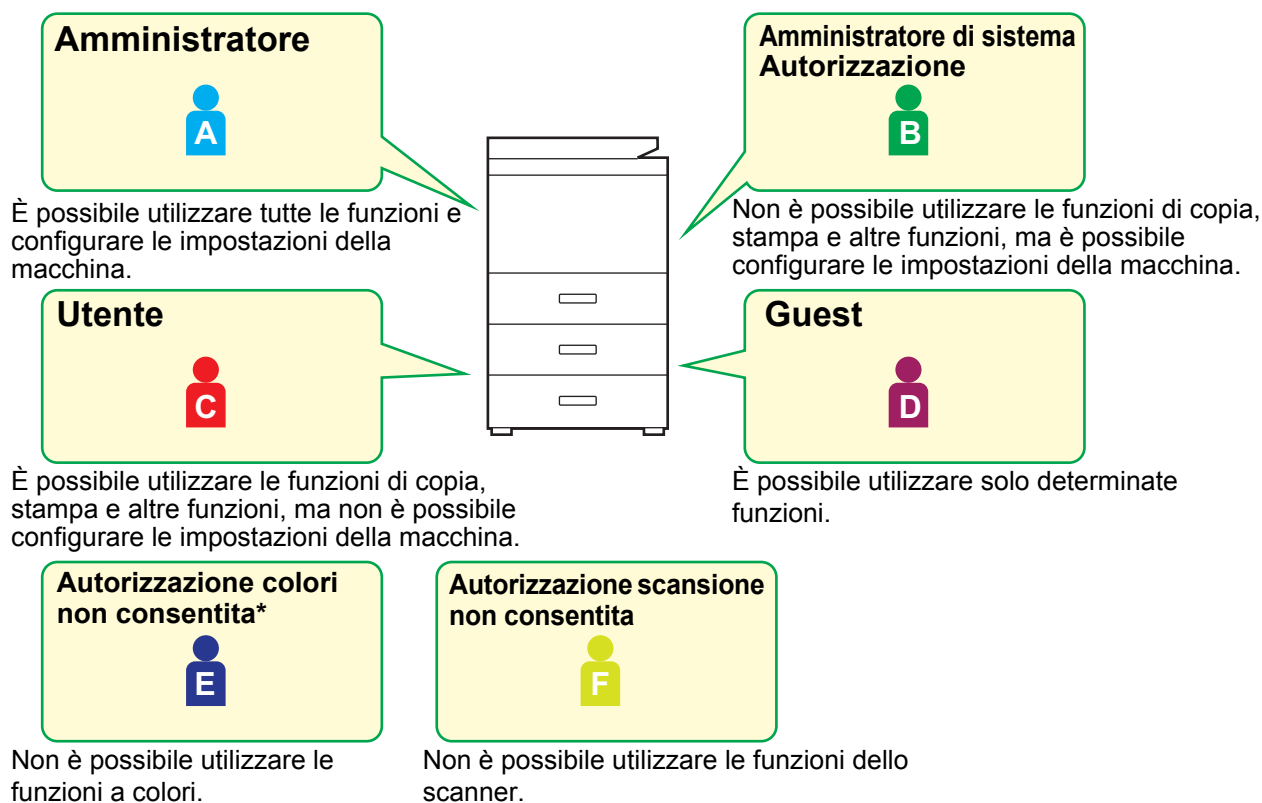 Amministratore
A
È possibile utilizzare tutte le funzioni e
configurare le impostazioni della
macchina.
Amministratore di sistema
Autorizzazione
B
Non è possibile utilizzare le funzioni di copia,
stampa e altre funzioni, ma è possibile
configurare le impostazioni della macchina.
Utente
C
È possibile utilizzare le funzioni di copia,
stampa e altre funzioni, ma non è possibile
configurare le impostazioni della macchina.
Guest
D
È possibile utilizzare solo determinate
funzioni.
Autorizzazione colori
non consentita*
E
Non è possibile utilizzare le
funzioni a colori.
Autorizzazione scansione
non consentita
F
Non è possibile utilizzare le funzioni dello
scanner.